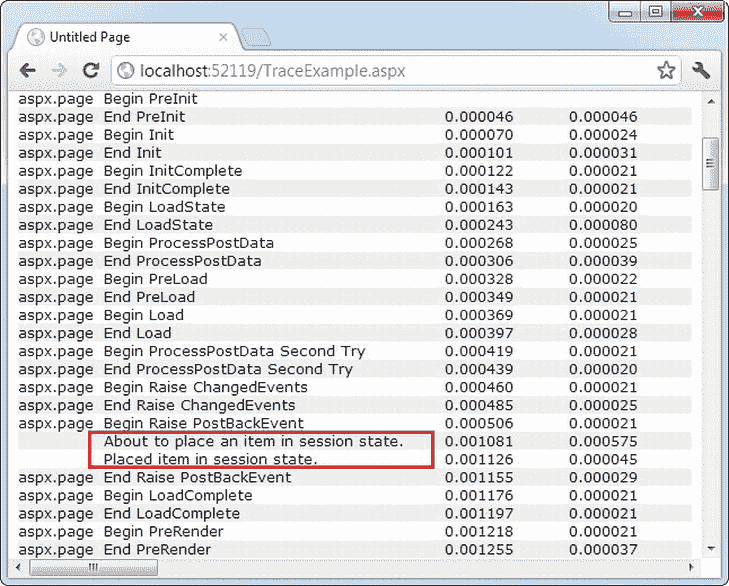 Untitled Page
localhost:52119/TraceExample.aspx
aspx.page Begin PreInit
aspx.page End PreInit 0.000046 0.000046
aspx.page Begin Init 0.000070 0.000024
aspx.page End Init 0.000101 0.000031
aspx.page Begin InitComplete 0.000122 0.000021
aspx.page End InitComplete 0.000143 0.000021
aspx.page Begin LoadState 0.000163 0.000020
aspx.page End LoadState 0.000243 0.000080
aspx.page Begin ProcessPostData 0.000268 0.000025
aspx.page End ProcessPostData 0.000306 0.000039
aspx.page Begin PreLoad 0.000328 0.000022
aspx.page End PreLoad 0.000349 0.000021
aspx.page Begin Load 0.000369 0.000021
aspx.page End Load 0.000397 0.000028
aspx.page Begin ProcessPostData Second Try 0.000419 0.000021
aspx.page End ProcessPostData Second Try 0.000439 0.000020
aspx.page Begin Raise ChangedEvents 0.000460 0.000021
aspx.page End Raise ChangedEvents 0.000485 0.000025
aspx.page Begin Raise PostBackEvent 0.000506 0.000021
About to place an item in session state. 0.001081 0.000575
Placed item in session state. 0.001126 0.000045
aspx.page End Raise PostBackEvent 0.001155 0.000029
aspx.page Begin LoadComplete 0.001176 0.000021
aspx.page End LoadComplete 0.001197 0.000021
aspx.page Begin PreRender 0.001218 0.000021
aspx.page End PreRender 0.001255 0.000037